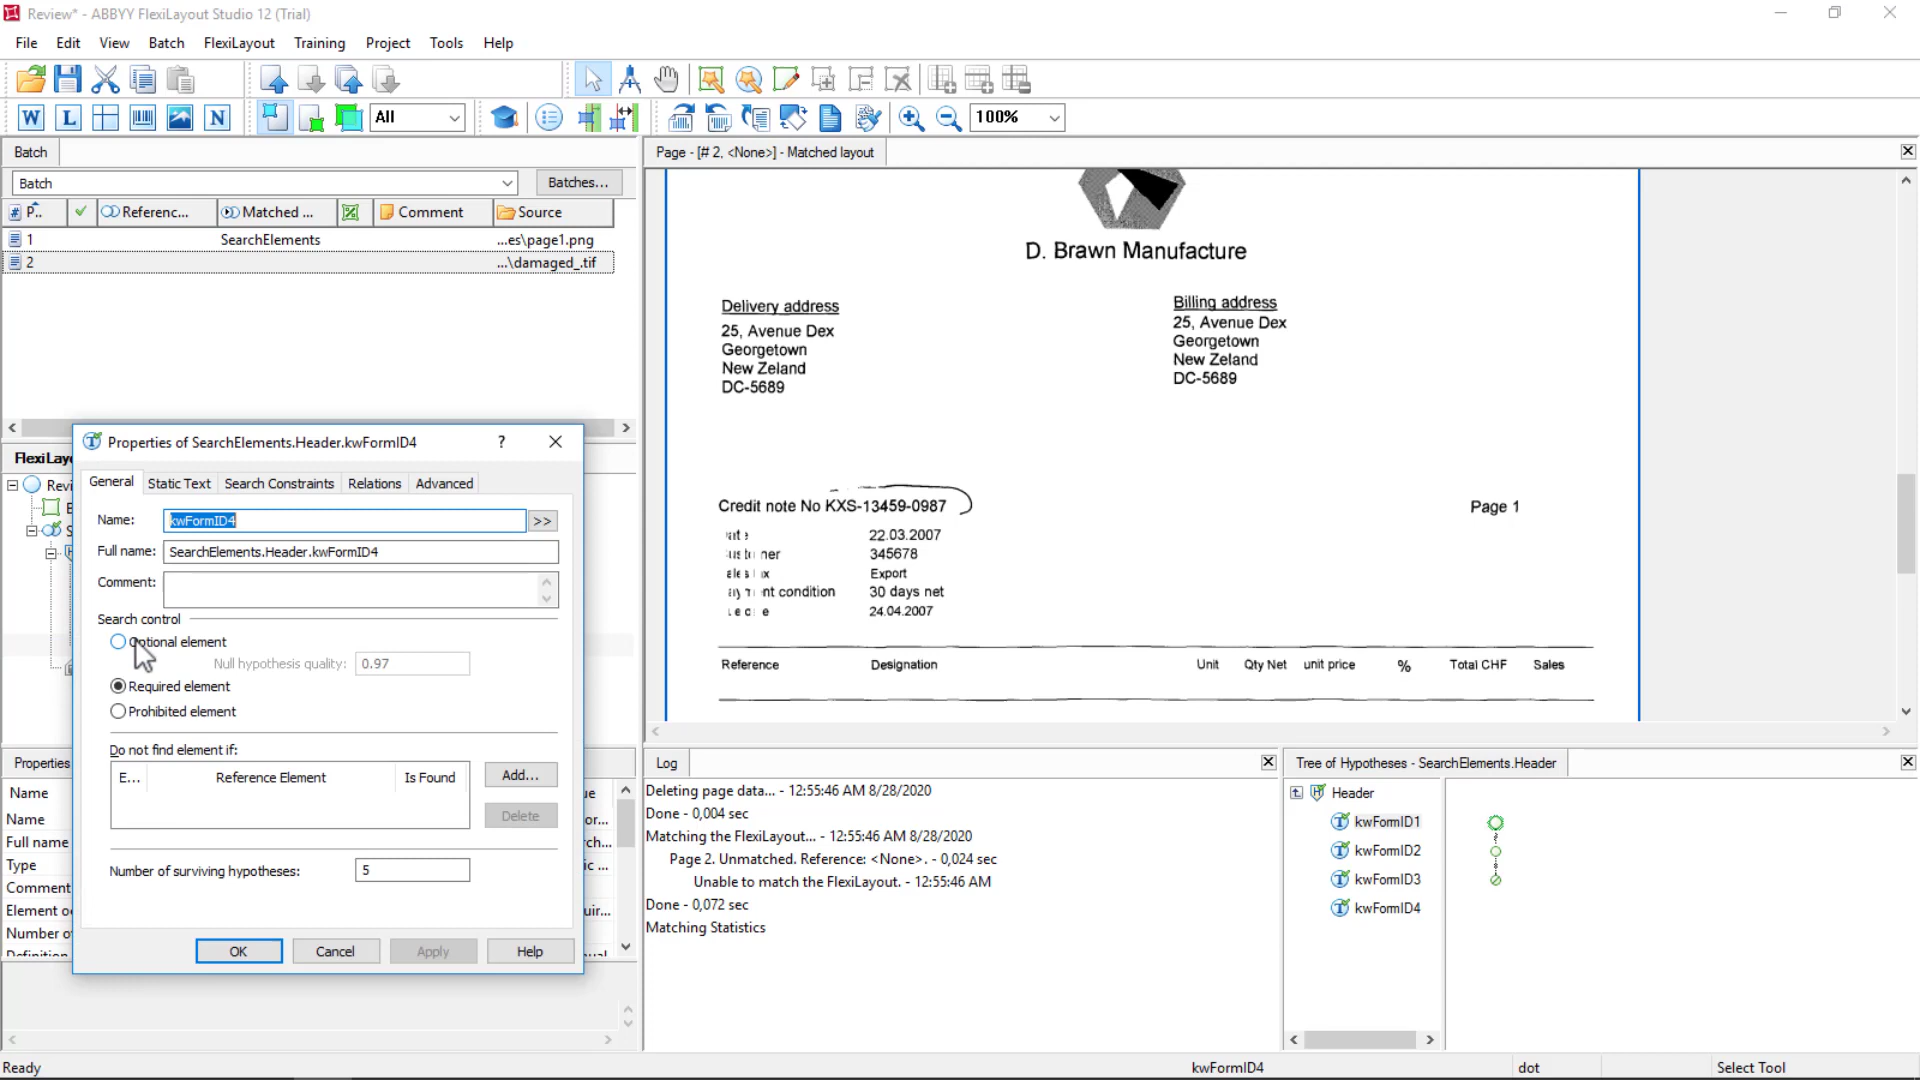 Review* - ABBYY FlexiLayout Studio 12 (Trial)
File Edit View Batch FlexiLayout Training Project Tools Help
W L N All 100%
Batch
Page - [# 2, <None>] - Matched layout
Batch Batches...
# P.. Referenc... Matched ... Comment Source
1 SearchElements ...es\page1.png
2 ...\damaged_.tif
D. Brawn Manufacture
Delivery address
25, Avenue Dex
Georgetown
New Zeland
DC-5689
Billing address
25, Avenue Dex
Georgetown
New Zeland
DC-5689
Credit note No KXS-13459-0987
Page 1
22.03.2007
345678
Export
condition 30 days net
24.04.2007
Reference Designation Unit Qty Net unit price % Total CHF Sales
FlexiLay
Revi
Properties of SearchElements.Header.kwFormID4 ?
General Static Text Search Constraints Relations Advanced
Name: kwFormID4 >>
Full name: SearchElements.Header.kwFormID4
Comment:
Search control
Optional element
Null hypothesis quality: 0.97
Required element
Prohibited element
Do not find element if:
E... Reference Element Is Found
Add...
Delete
Number of surviving hypotheses: 5
OK Cancel Apply Help
Properties
Name ue
Name or...
Full name rch...
Type ic ...
Comment
Element o uir...
Number o
Log
Deleting page data... - 12:55:46 AM 8/28/2020
Done - 0,004 sec
Matching the FlexiLayout... - 12:55:46 AM 8/28/2020
Page 2. Unmatched. Reference: <None>. - 0,024 sec
Unable to match the FlexiLayout. - 12:55:46 AM
Done - 0,072 sec
Matching Statistics
Tree of Hypotheses - SearchElements.Header
Header
kwFormID1
kwFormID2
kwFormID3
kwFormID4
Ready kwFormID4 dot Select Tool